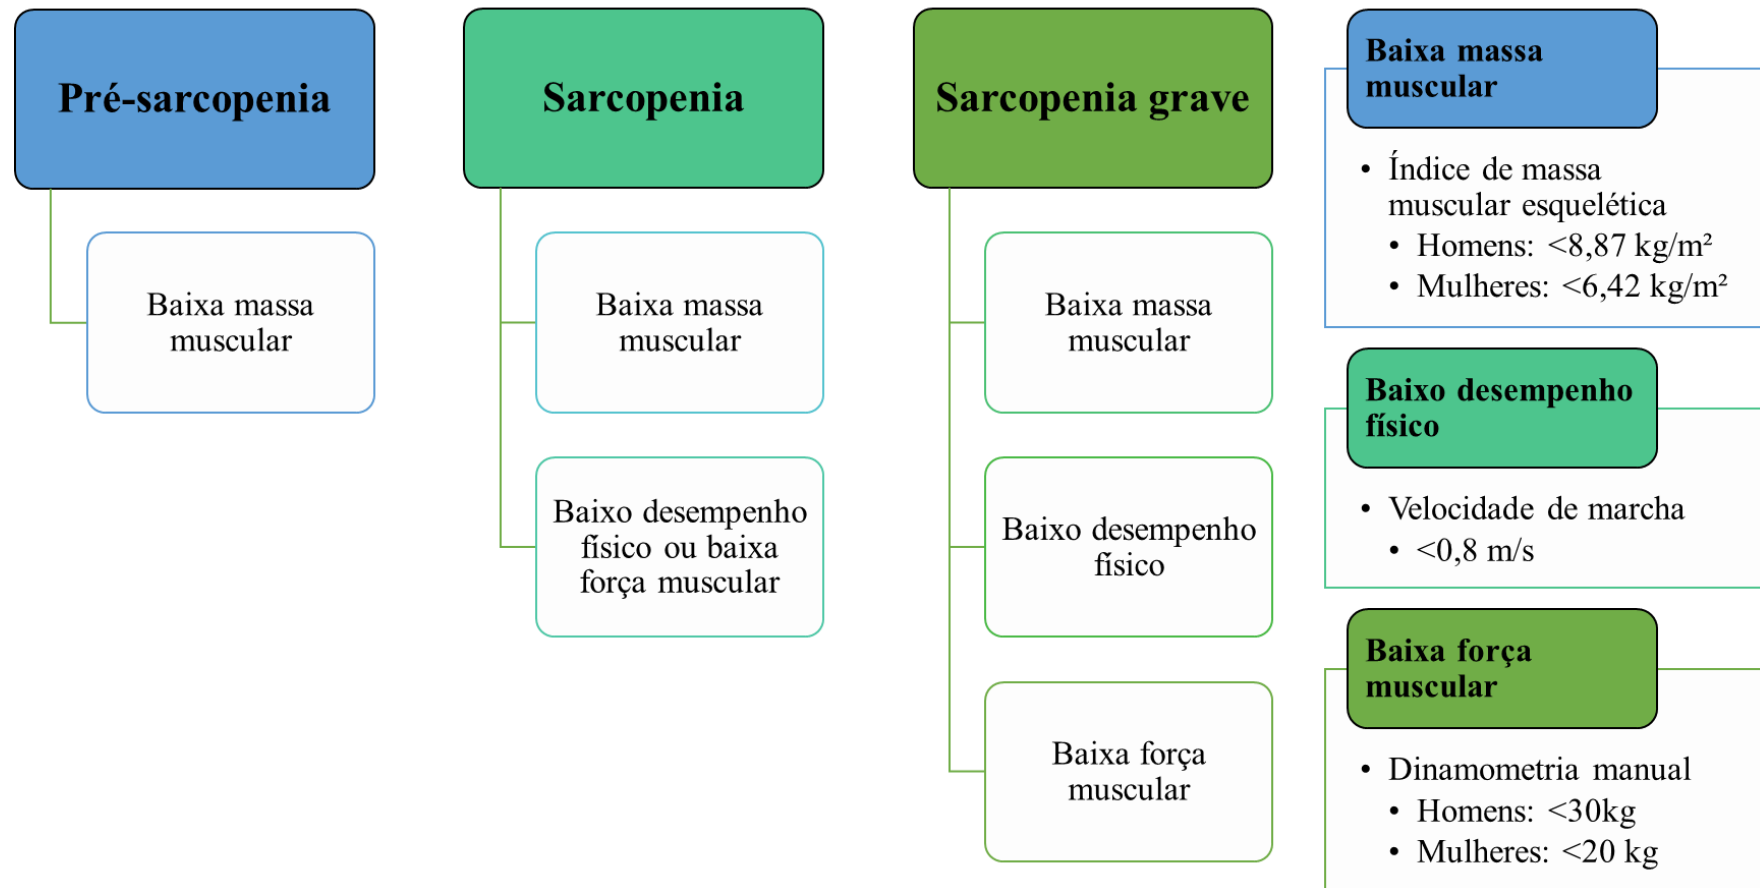 Pré-sarcopenia
Baixa massa
muscular
Sarcopenia
Baixa massa
muscular
Baixo desempenho
físico ou baixa
força muscular
Sarcopenia grave
Baixa massa
muscular
Baixo desempenho
físico
Baixa força
muscular
Baixa massa
muscular
• Índice de massa
muscular esquelética
• Homens: <8,87 kg/m²
• Mulheres: <6,42 kg/m²
Baixo desempenho
físico
• Velocidade de marcha
• <0,8 m/s
Baixa força
muscular
• Dinamometria manual
• Homens: <30kg
• Mulheres: <20 kg